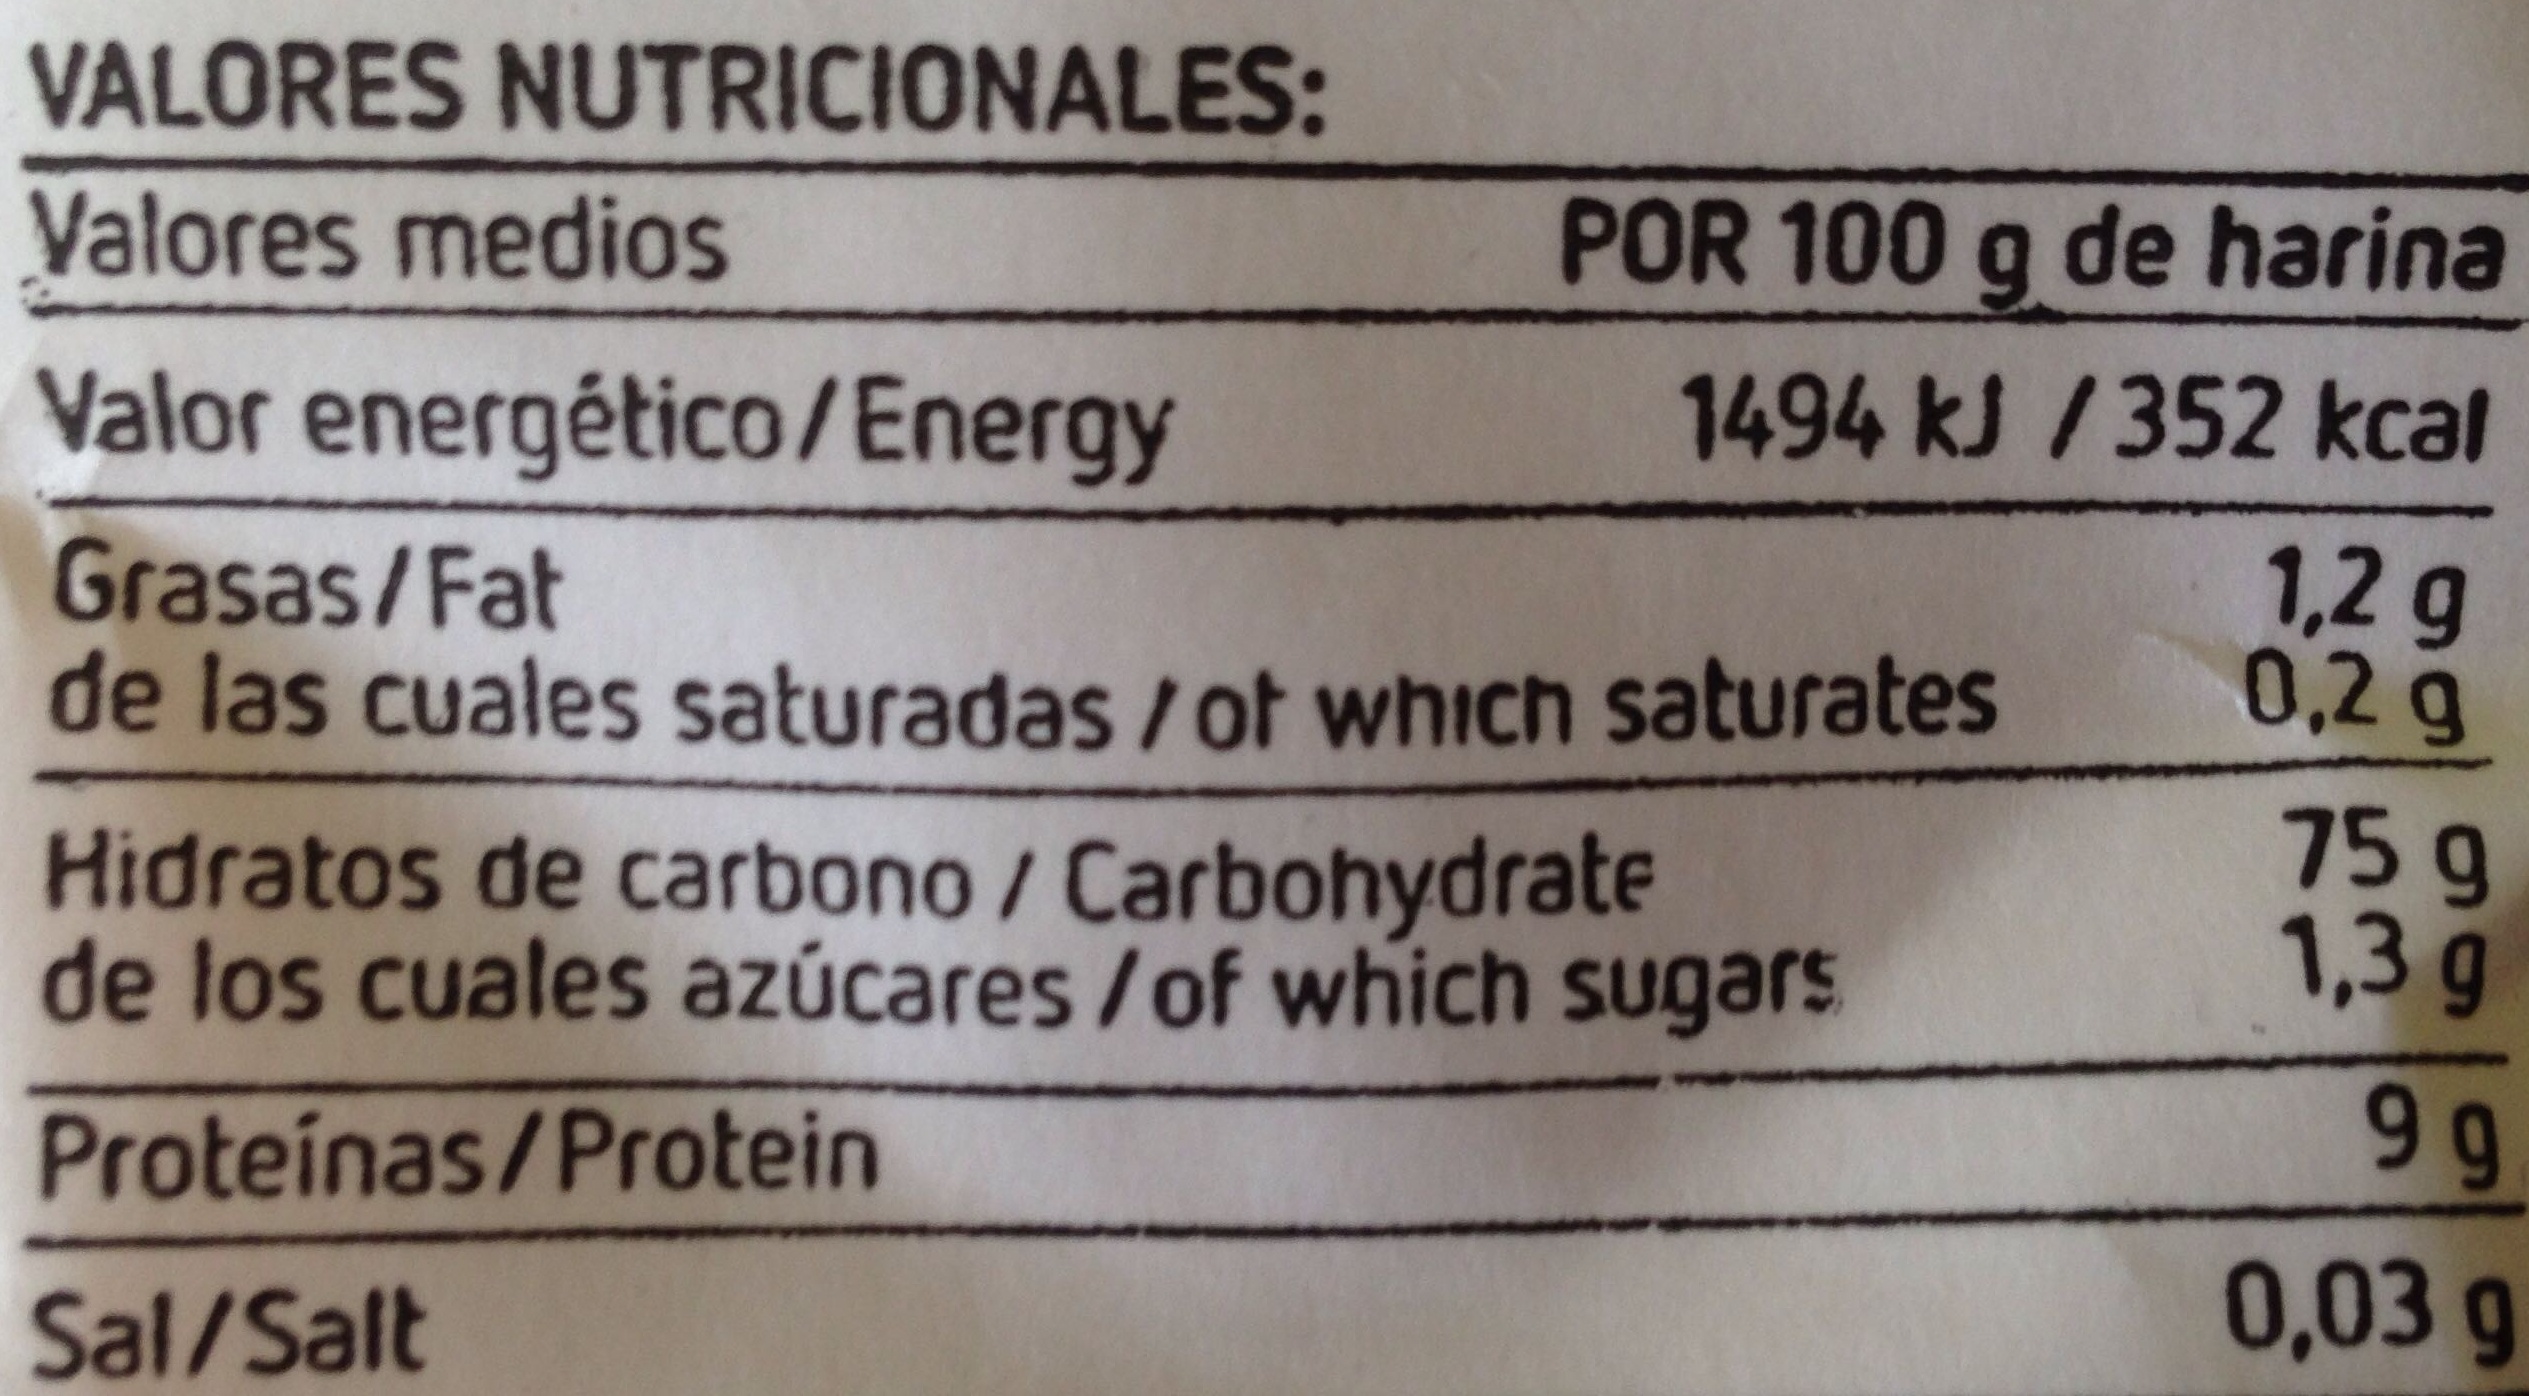 VALORES NUTRICIONALES:
Valores medios POR 100 g de harina
Valor energético/Energy 1494 kJ / 352 kcal
Grasas/Fat 1,2 g
de las cuales saturadas / of which saturates 0,2 g
Hidratos de carbono / Carbohydrate 75 g
de los cuales azúcares / of which sugars 1,3 g
Proteínas/Protein 9 g
Sal/Salt 0,03 g